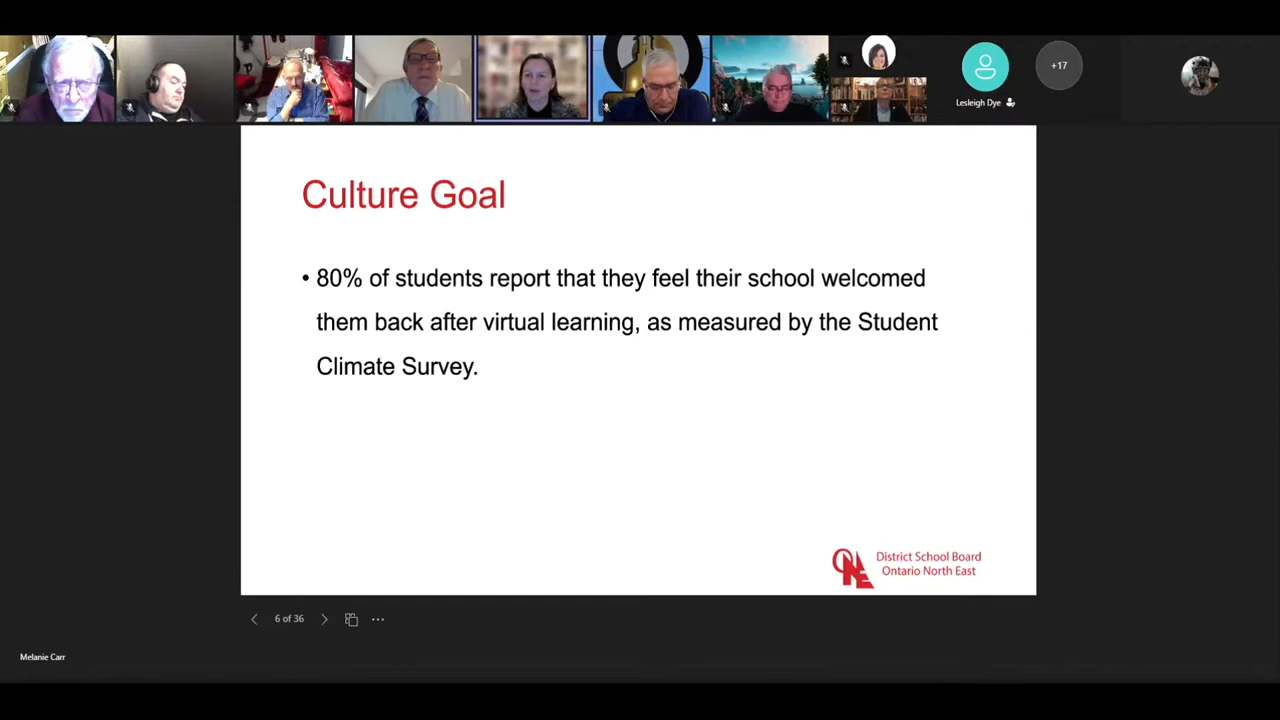 +17
Lesleigh Dye
Culture Goal
• 80% of students report that they feel their school welcomed
them back after virtual learning, as measured by the Student
Climate Survey.
ONE
District School Board
Ontario North East
6 of 36
Melanie Carr